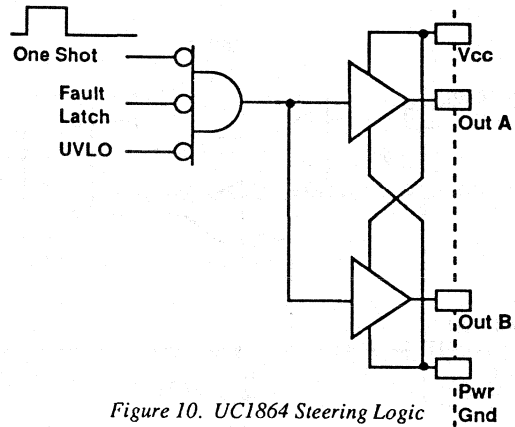 One Shot
Fault
Latch
UVLO
Vcc
Out A
Out B
Pwr
Gnd
Figure 10. UC1864 Steering Logic